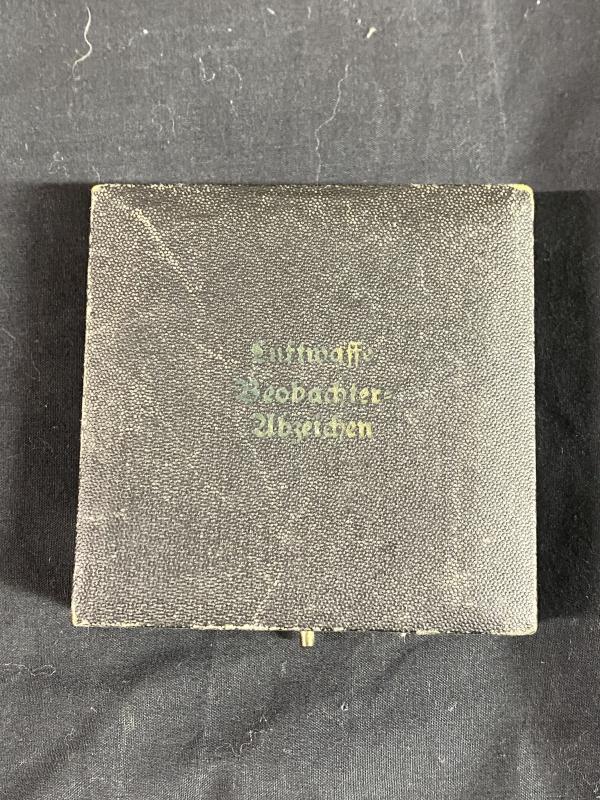 Luftwaffe
Beobachter-
Abzeichen